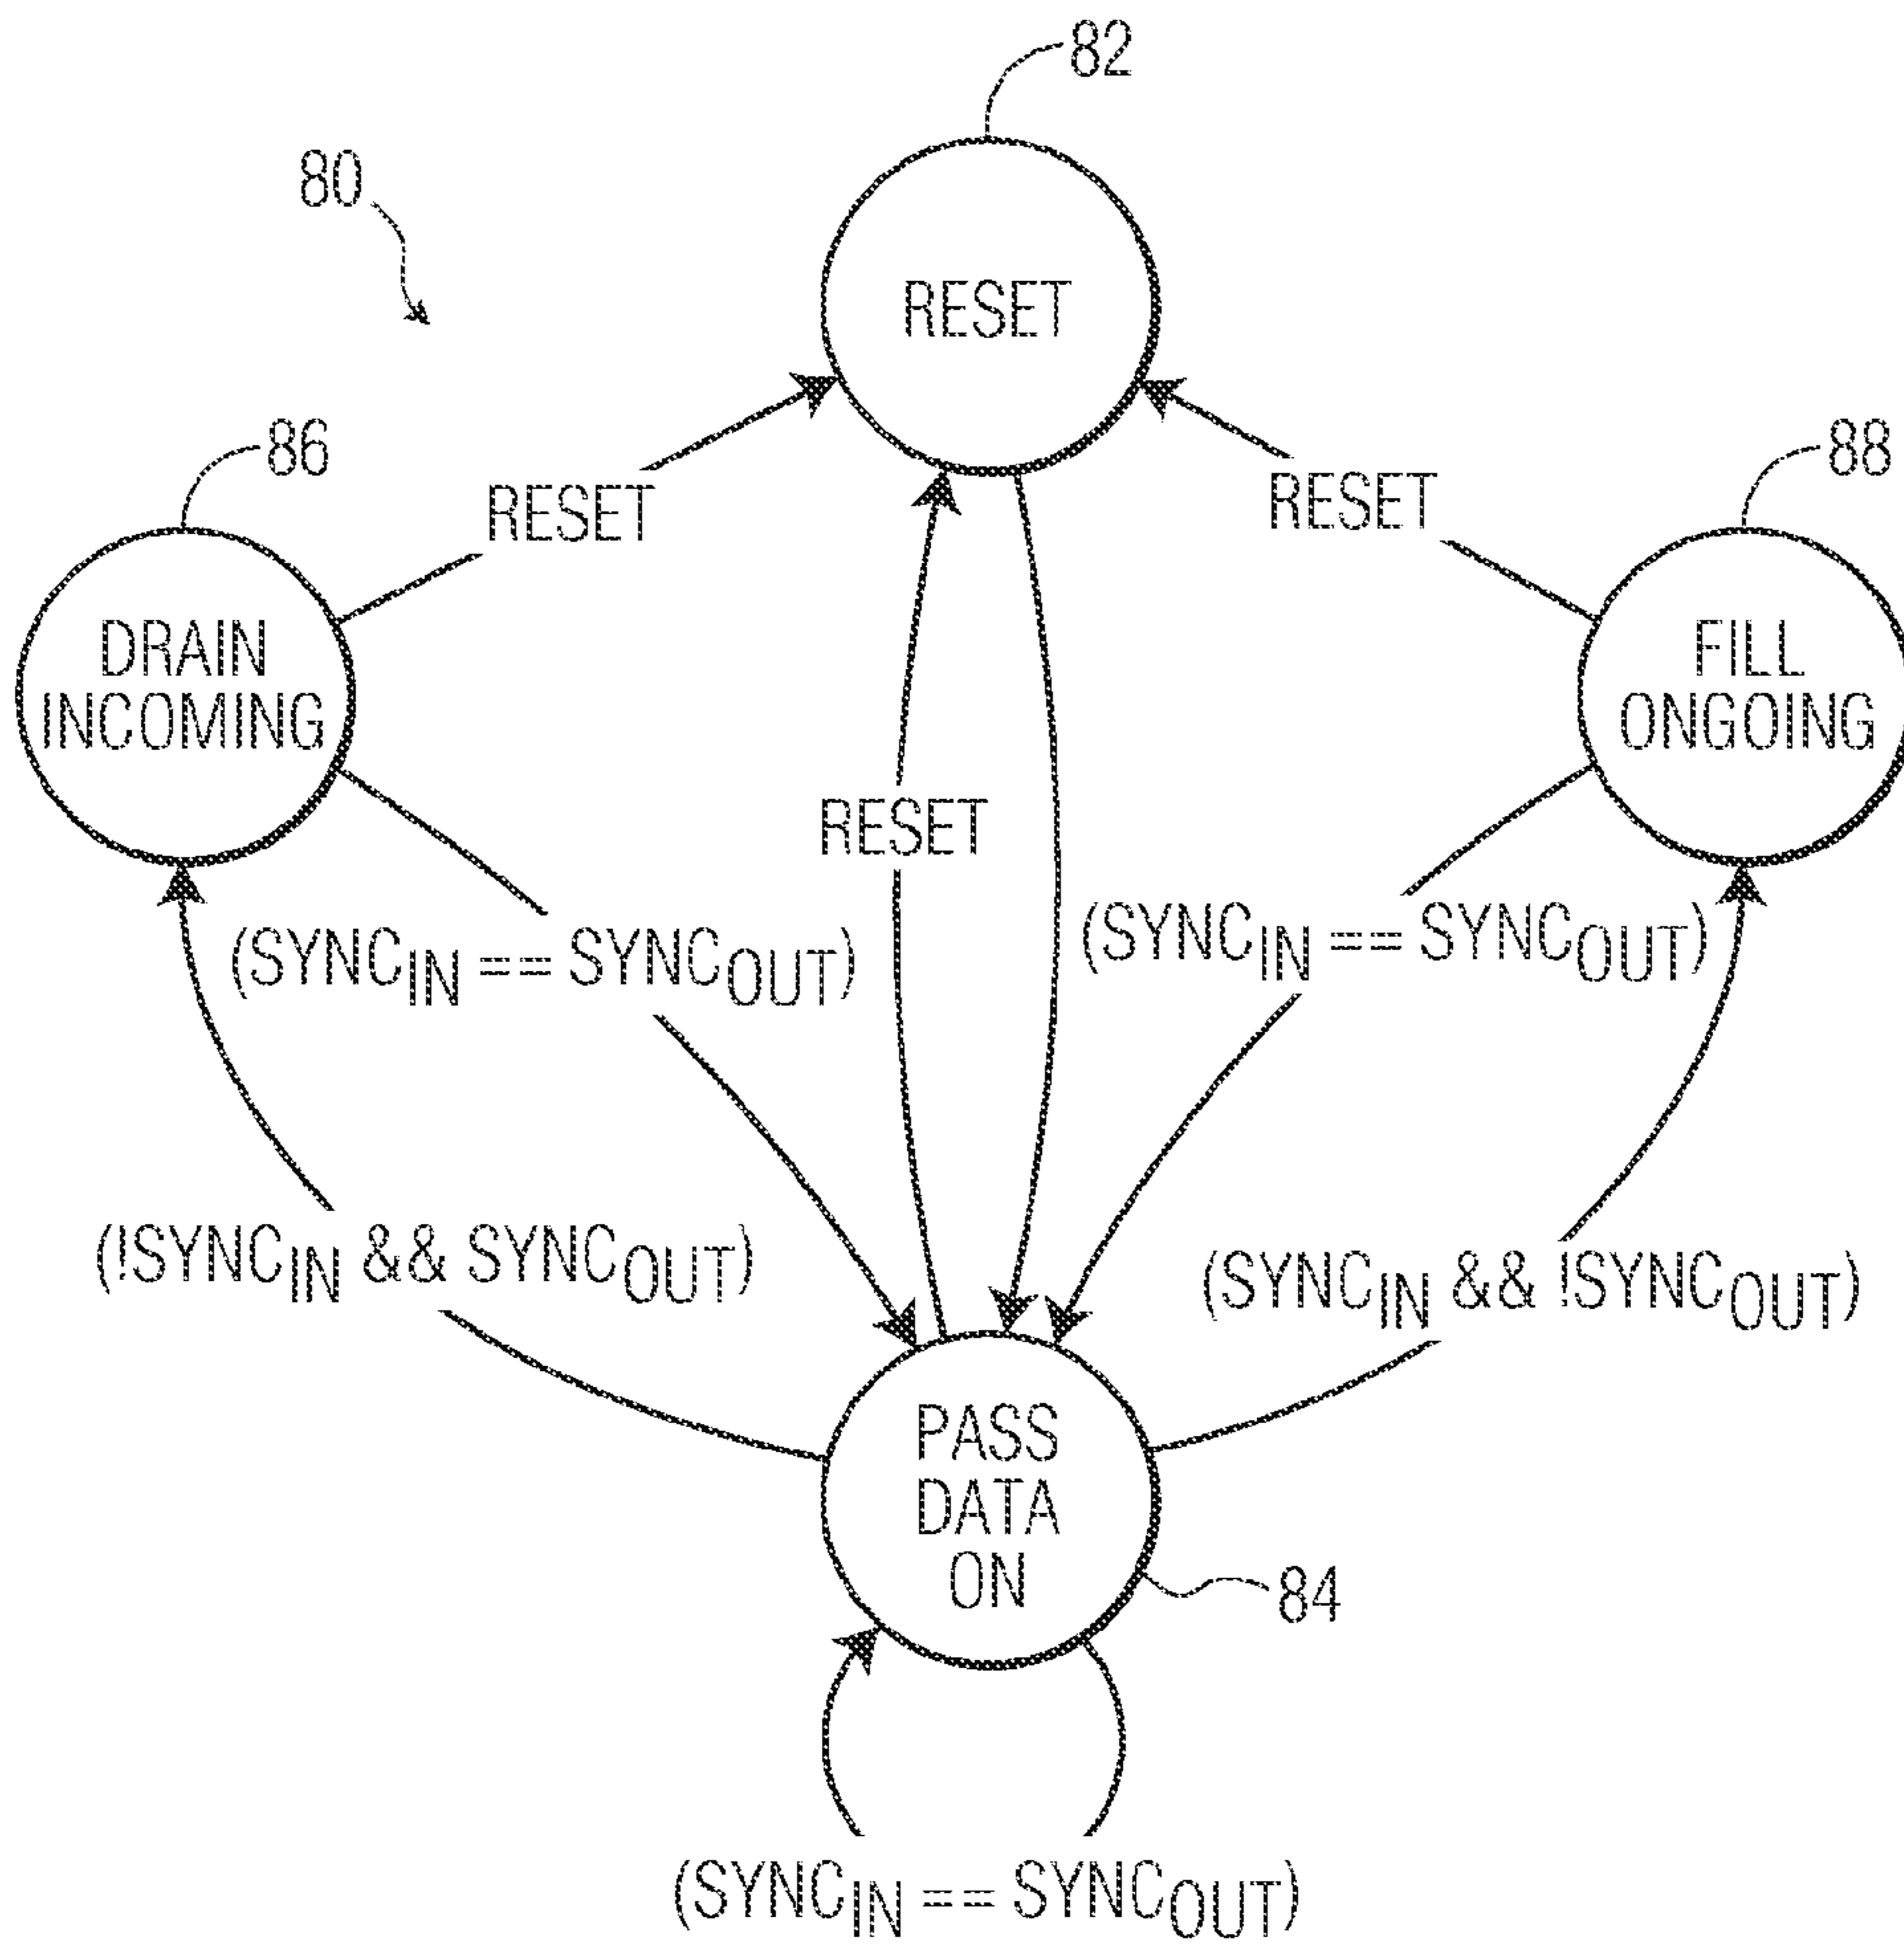 82
80
RESET
86
88
RESET
RESET
DRAIN
INCOMING
FILL
ONGOING
RESET
(SYNCIN == SYNCOUT)
(SYNCIN == SYNCOUT)
(!SYNCIN && SYNCOUT)
(SYNCIN && !SYNCOUT)
PASS
DATA
ON
84
(SYNCIN == SYNCOUT)